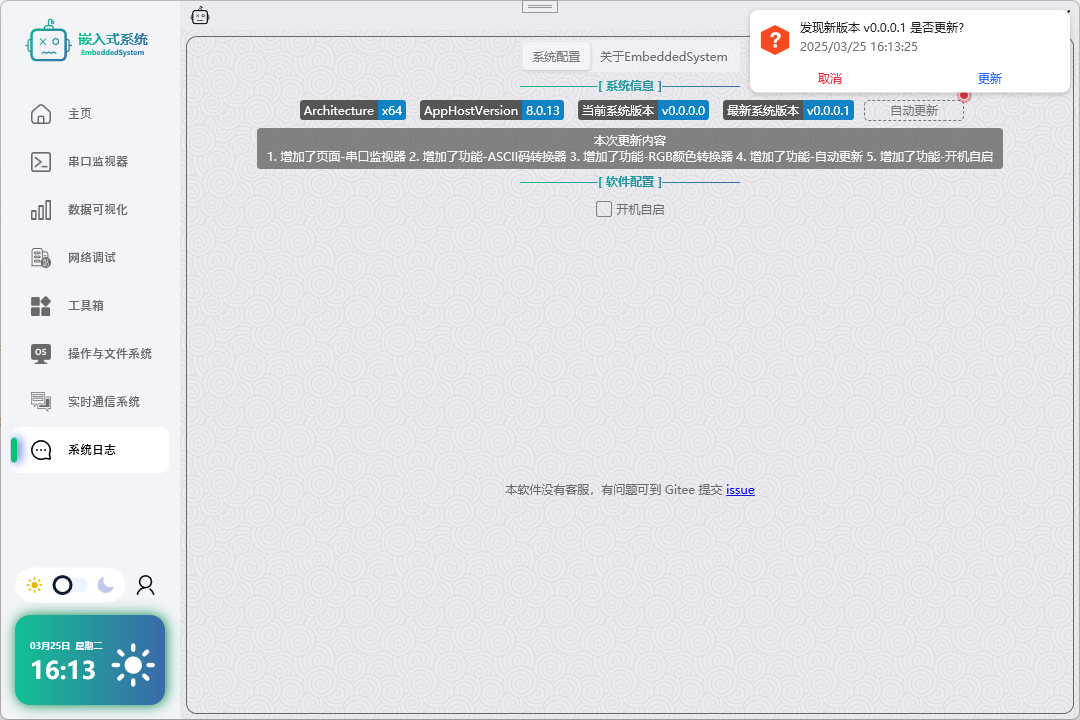 嵌入式系统
EmbeddedSystem
主页
串口监视器
数据可视化
网络调试
工具箱
OS
操作与文件系统
实时通信系统
系统日志
03月25日 星期二
16:13
系统配置
关于EmbeddedSystem
[ 系统信息 ]
Architecture x64
AppHostVersion 8.0.13
当前系统版本 v0.0.0.0
最新系统版本 v0.0.0.1
自动更新
本次更新内容
1. 增加了页面-串口监视器 2. 增加了功能-ASCII码转换器 3. 增加了功能-RGB颜色转换器 4. 增加了功能-自动更新 5. 增加了功能-开机自启
[ 软件配置 ]
开机自启
本软件没有客服，有问题可到 Gitee 提交 issue
发现新版本 v0.0.0.1 是否更新?
2025/03/25 16:13:25
取消
更新